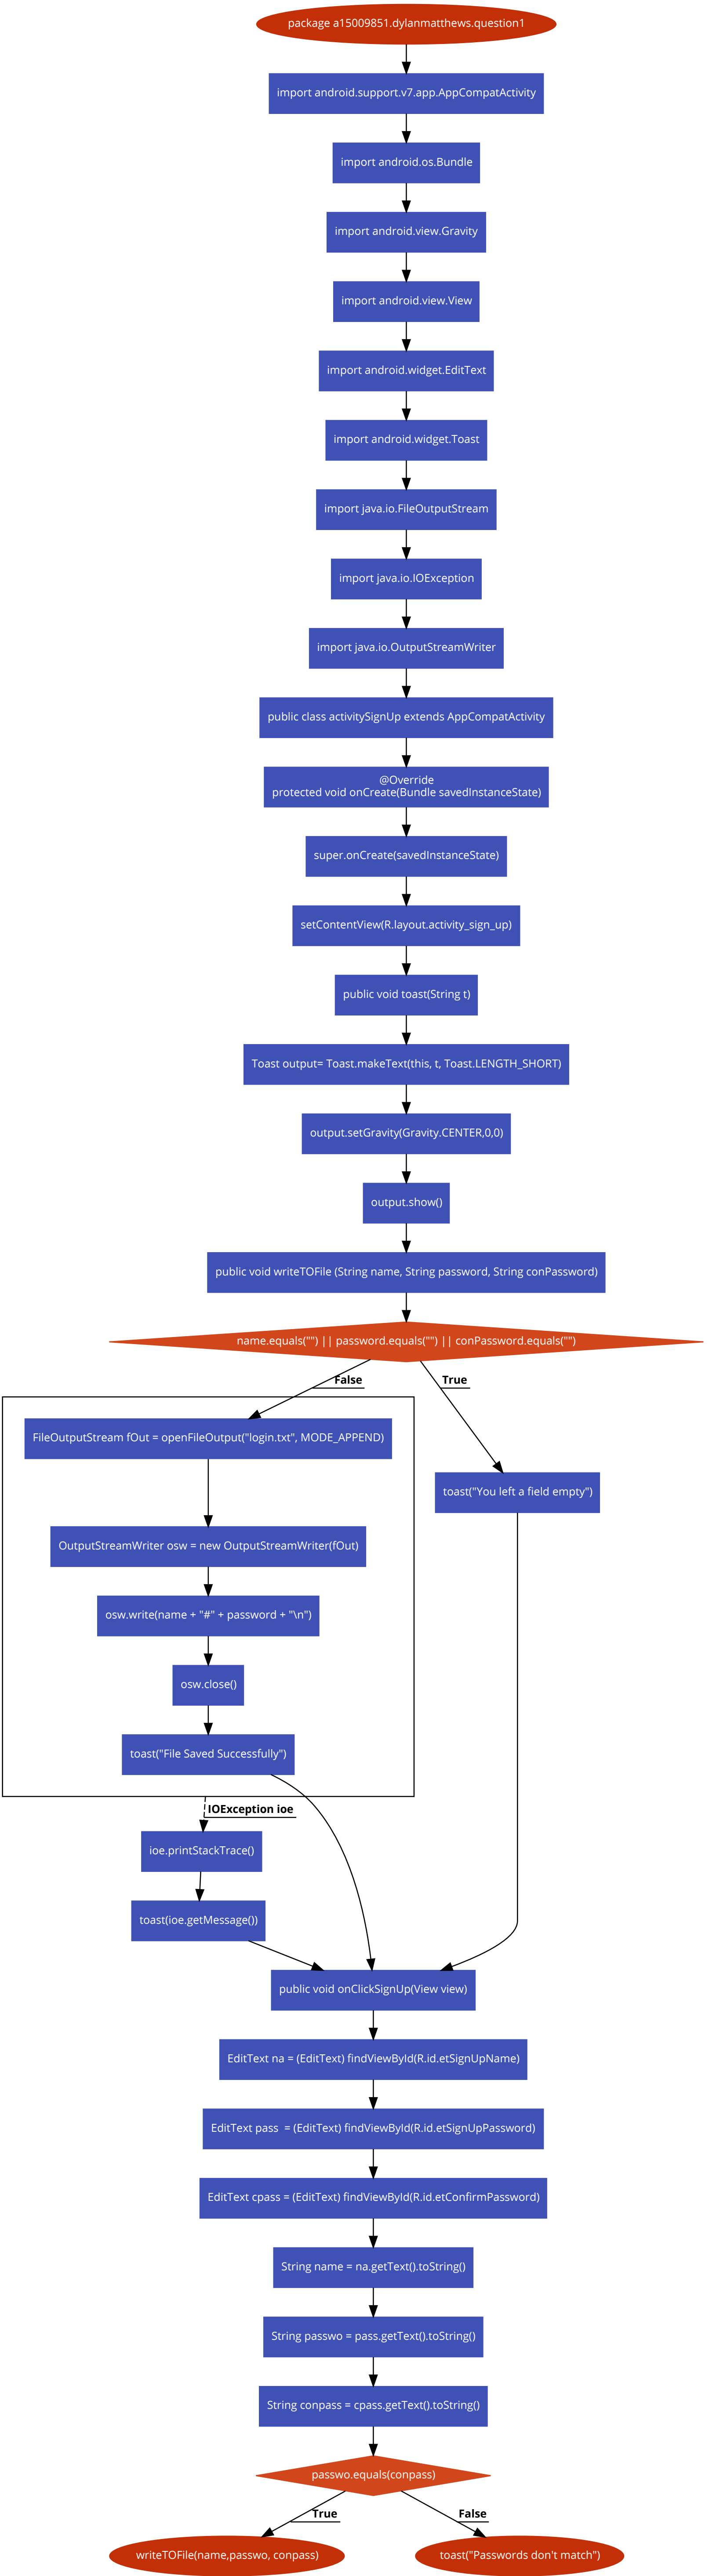 package a15009851.dylanmatthews.question1
import android.support.v7.app.AppCompatActivity
import android.os.Bundle
import android.view.Gravity
import android.view.View
import android.widget.EditText
import android.widget.Toast
import java.io.FileOutputStream
import java.io.IOException
import java.io.OutputStreamWriter
public class activitySignUp extends AppCompatActivity
@Override
protected void onCreate(Bundle savedInstanceState)
super.onCreate(savedInstanceState)
setContentView(R.layout.activity_sign_up)
public void toast(String t)
Toast output= Toast.makeText(this, t, Toast.LENGTH_SHORT)
output.setGravity(Gravity.CENTER,0,0)
output.show()
public void writeTOFile (String name, String password, String conPassword)
name.equals("") || password.equals("") || conPassword.equals("")
False
True
FileOutputStream fOut = openFileOutput("login.txt", MODE_APPEND)
toast("You left a field empty")
OutputStreamWriter osw = new OutputStreamWriter(fOut)
osw.write(name + "#" + password + "\n")
osw.close()
toast("File Saved Successfully")
IOException ioe
ioe.printStackTrace()
toast(ioe.getMessage())
public void onClickSignUp(View view)
EditText na = (EditText) findViewById(R.id.etSignUpName)
EditText pass  = (EditText) findViewById(R.id.etSignUpPassword)
EditText cpass = (EditText) findViewById(R.id.etConfirmPassword)
String name = na.getText().toString()
String passwo = pass.getText().toString()
String conpass = cpass.getText().toString()
passwo.equals(conpass)
True
False
writeTOFile(name,passwo, conpass)
toast("Passwords don't match")